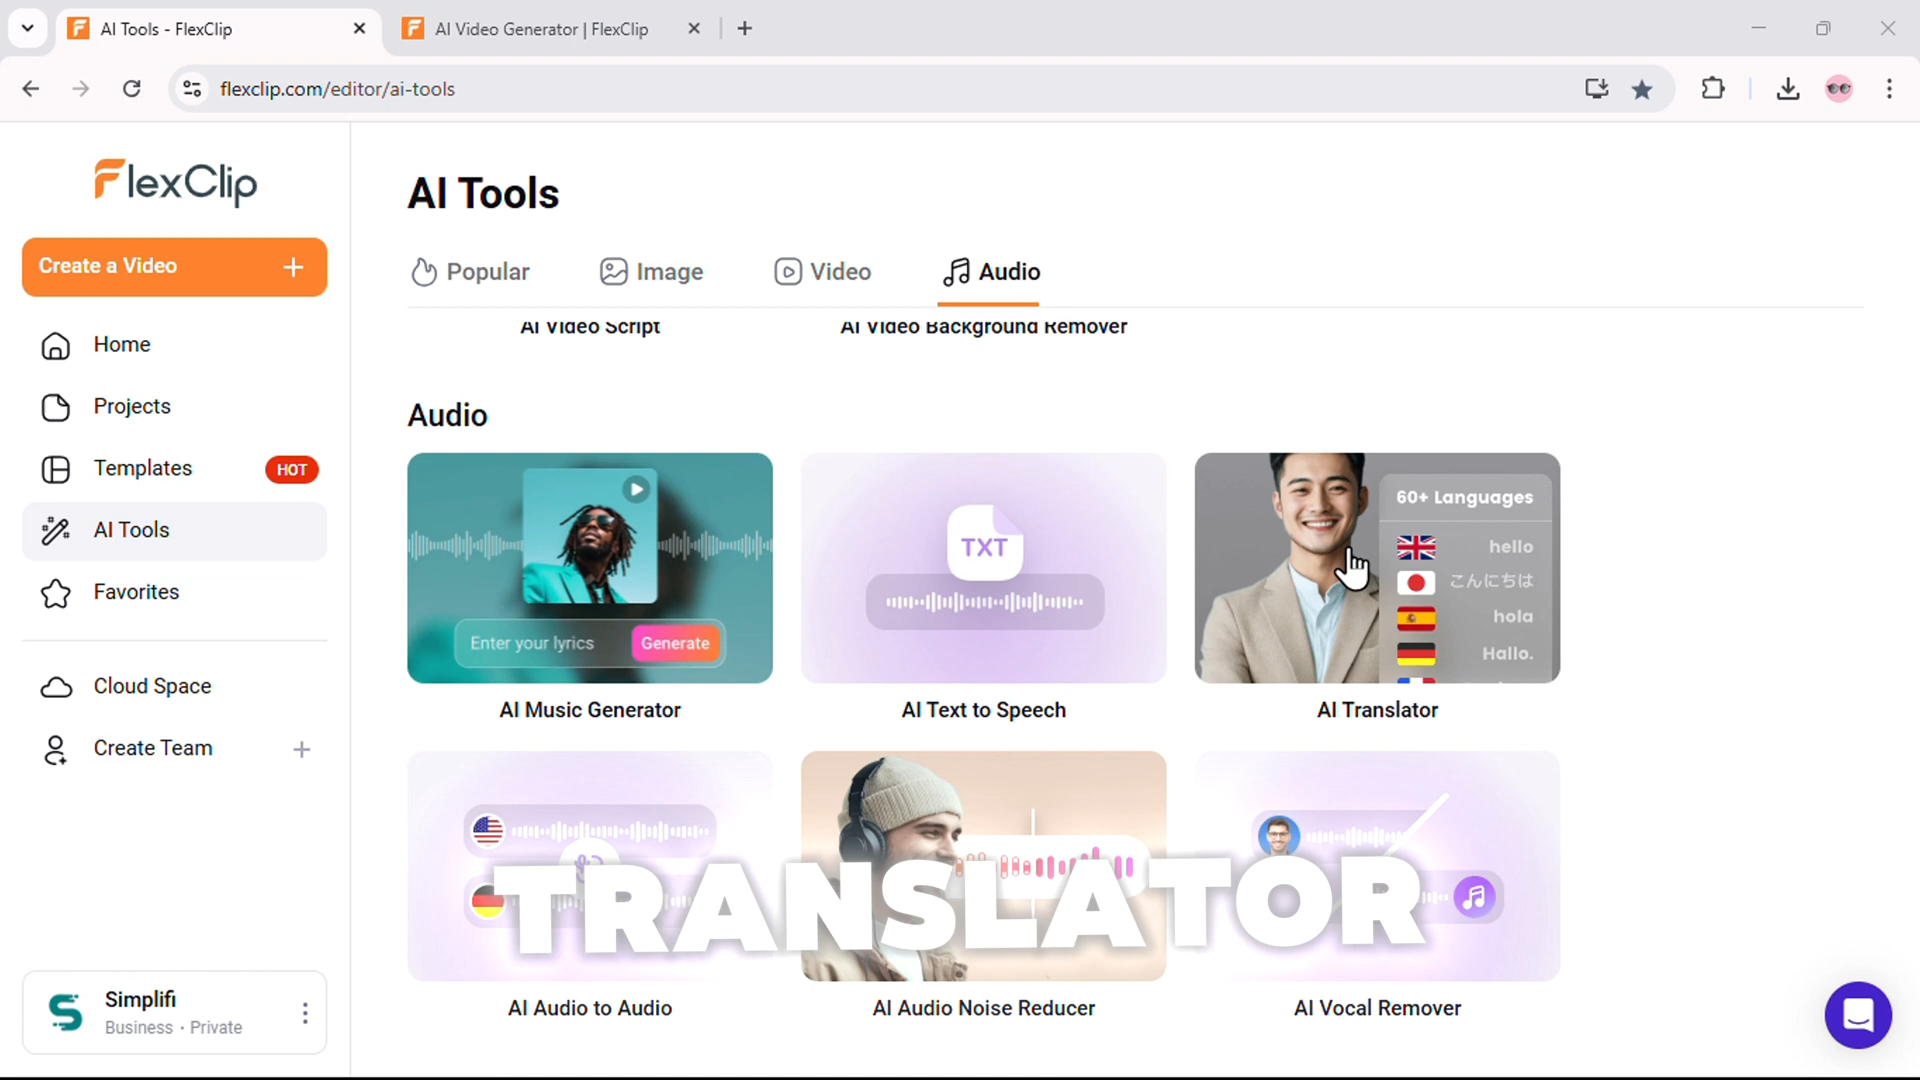 AI Tools - FlexClip
AI Video Generator | FlexClip
flexclip.com/editor/ai-tools
FlexClip
Create a Video
Home
Projects
Templates
HOT
AI Tools
Favorites
Cloud Space
Create Team
Simplifi
Business · Private
AI Tools
Popular
Image
Video
Audio
AI Video Script
AI Video Background Remover
Audio
Enter your lyrics
Generate
AI Music Generator
TXT
AI Text to Speech
60+ Languages
hello
こんにちは
hola
Hallo.
AI Translator
TRANSLATOR
AI Audio to Audio
AI Audio Noise Reducer
AI Vocal Remover